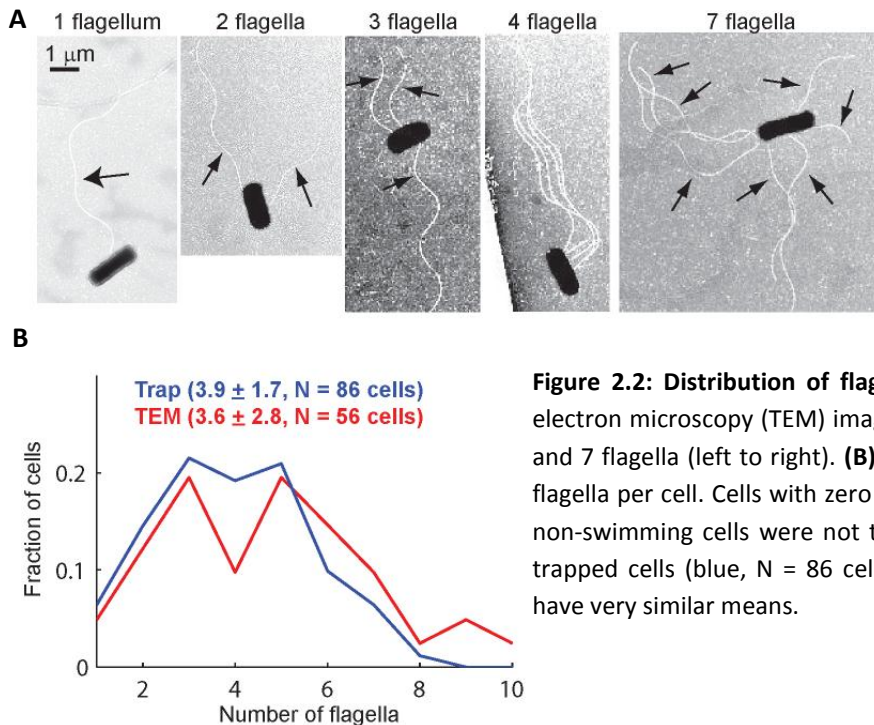 A
1 flagellum 2 flagella 3 flagella 4 flagella 7 flagella
1 μm
B
Trap (3.9 ± 1.7, N = 86 cells)
TEM (3.6 ± 2.8, N = 56 cells)
Fraction of cells
0.2
0.1
0
2 4 6 8 10
Number of flagella
Figure 2.2: Distribution of flag
electron microscopy (TEM) imag
and 7 flagella (left to right). (B)
flagella per cell. Cells with zero
non-swimming cells were not t
trapped cells (blue, N = 86 cel
have very similar means.